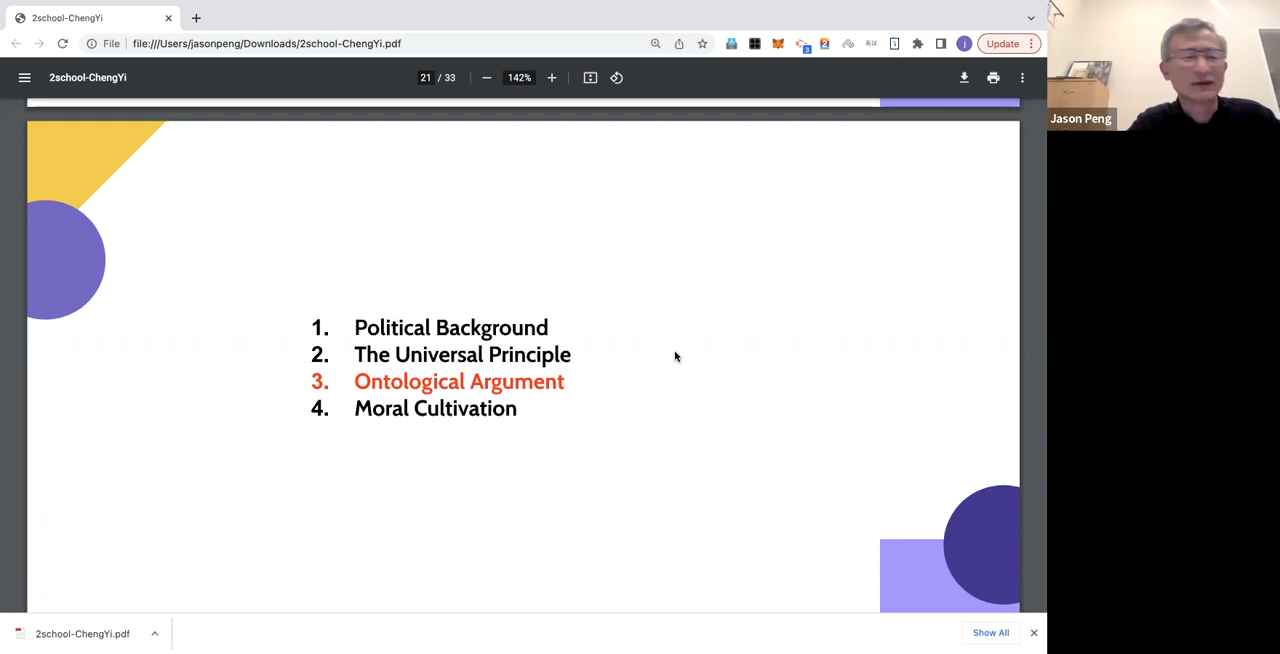 2school-ChengYi
File
file:///Users/jasonpeng/Downloads/2school-ChengYi.pdf
Update
2school-ChengYi
21 / 33
142%
Jason Peng
1. Political Background
2. The Universal Principle
3. Ontological Argument
4. Moral Cultivation
2school-ChengYi.pdf
Show All